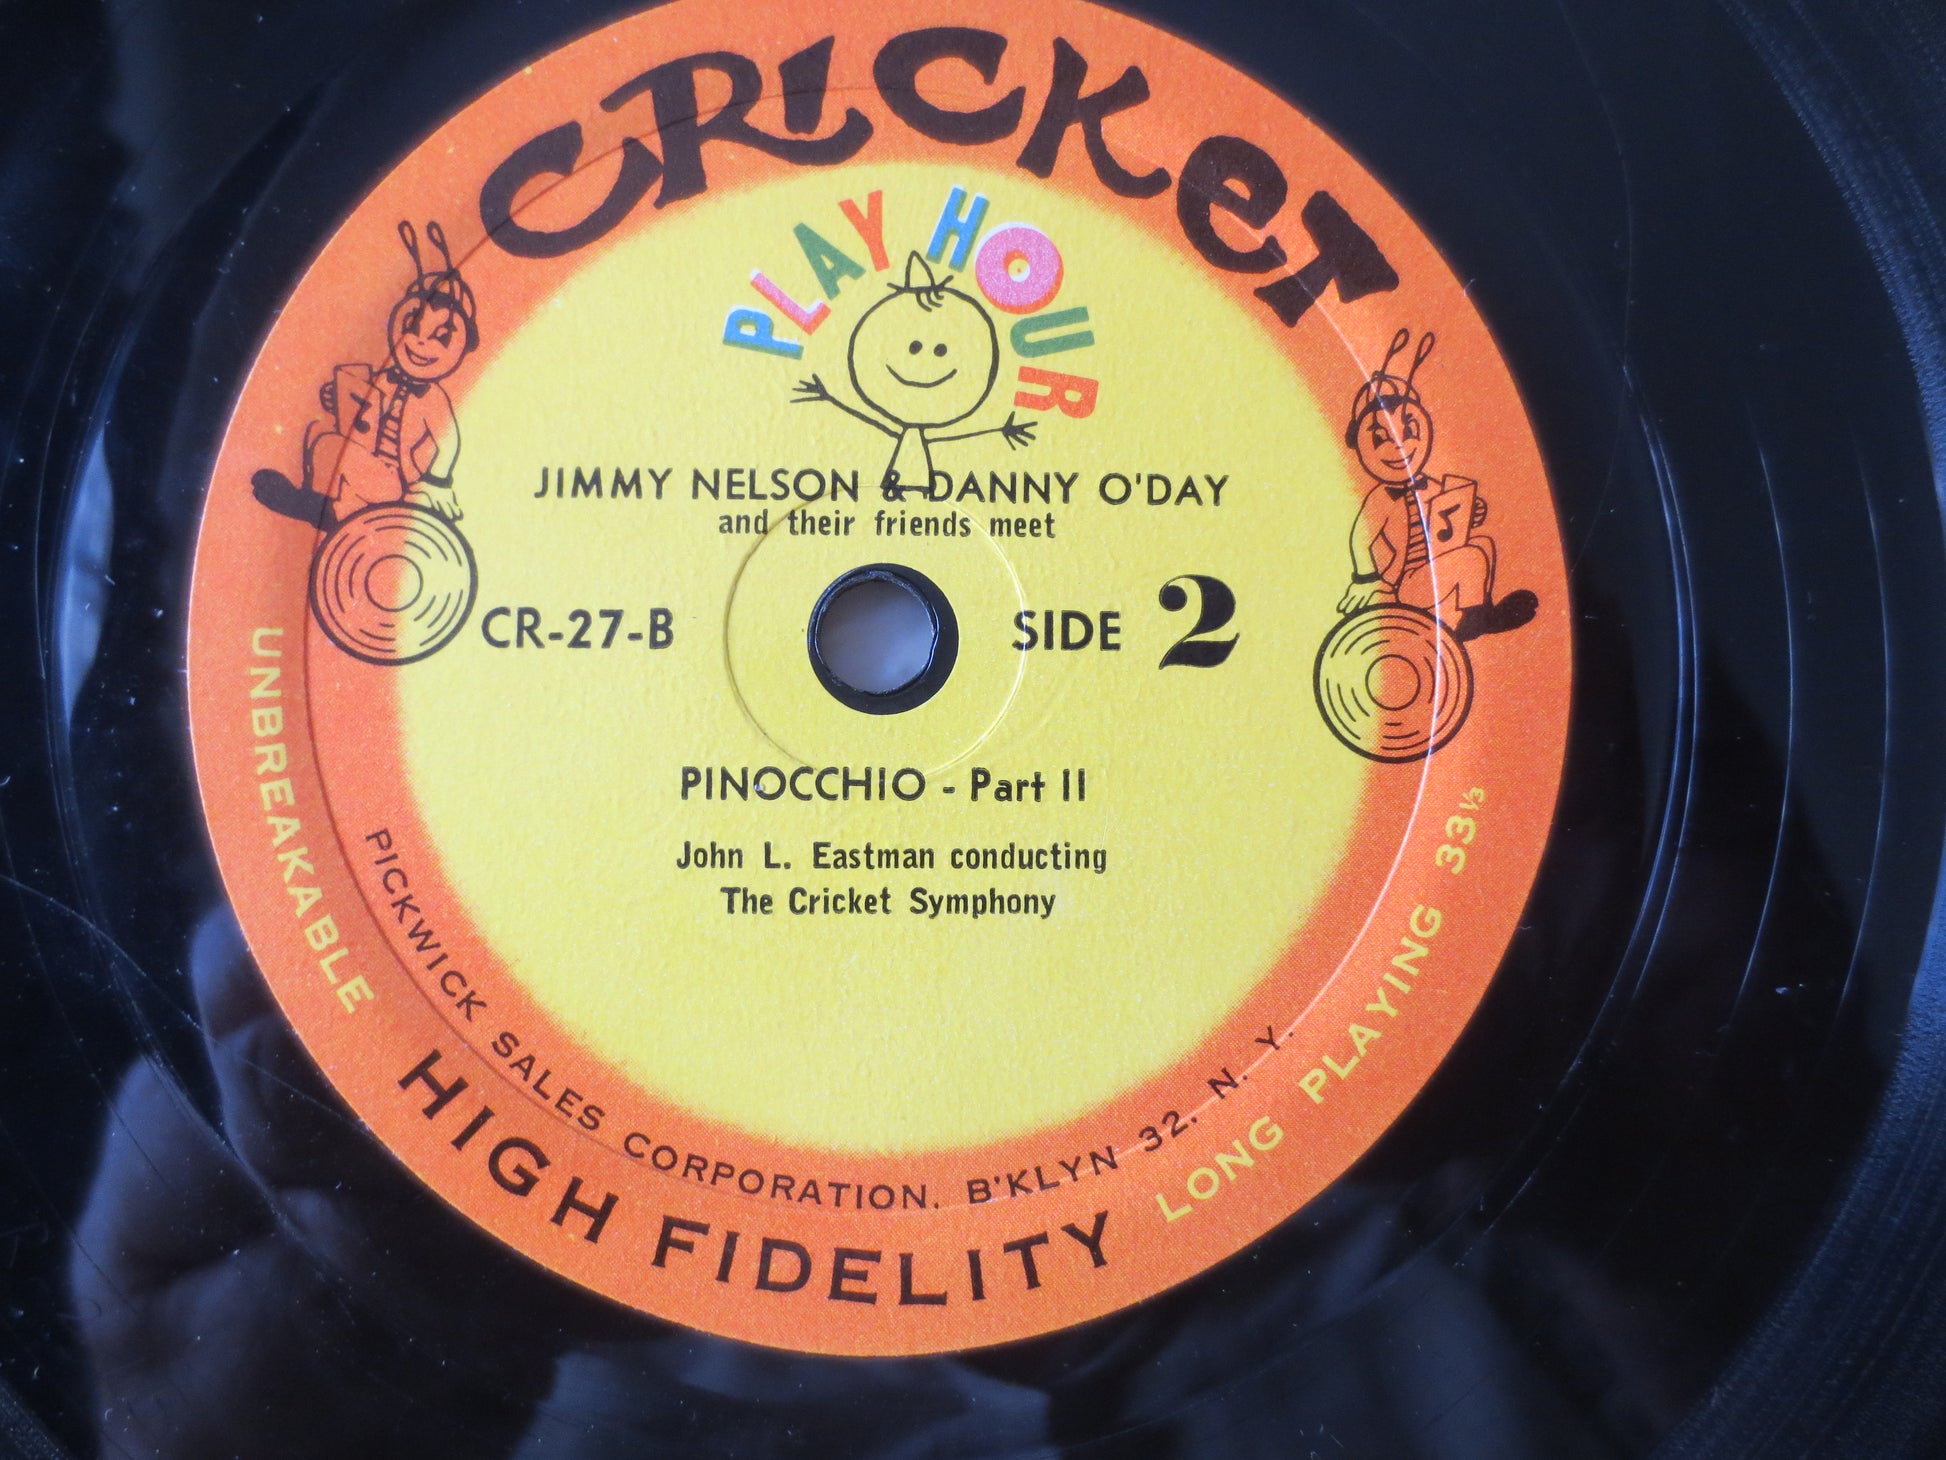 CRICKET
PLAY HOUR
JIMMY NELSON & DANNY O'DAY
and their friends meet
CR-27-B
SIDE 2
PINOCCHIO - Part II
John L. Eastman conducting
The Cricket Symphony
PICKWICK SALES CORPORATION. B'KLYN 32. N. Y.
UNBREAKABLE
HIGH FIDELITY
LONG PLAYING 33⅓